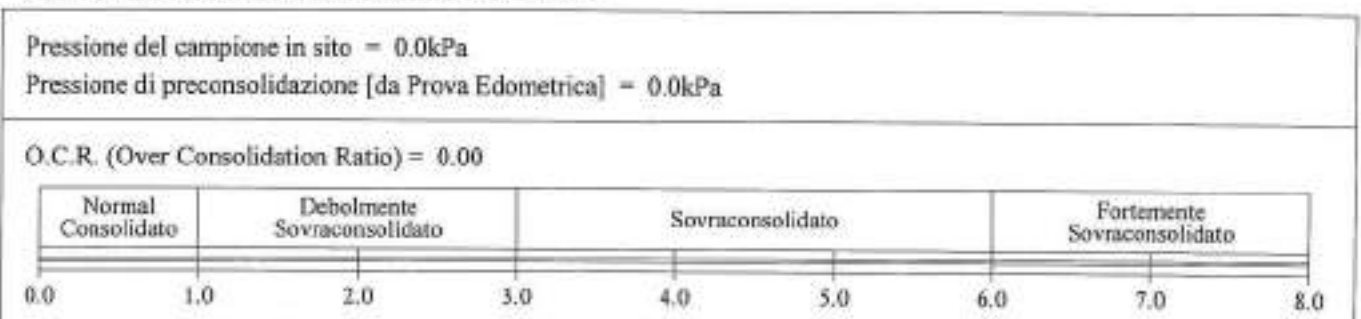 Pressione del campione in sito = 0.0kPa
Pressione di preconsolidazione [da Prova Edometrica] = 0.0kPa
O.C.R. (Over Consolidation Ratio) = 0.00
Normal
Consolidato
Debolmente
Sovraconsolidato
Sovraconsolidato
Fortemente
Sovraconsolidato
0.0 1.0 2.0 3.0 4.0 5.0 6.0 7.0 8.0